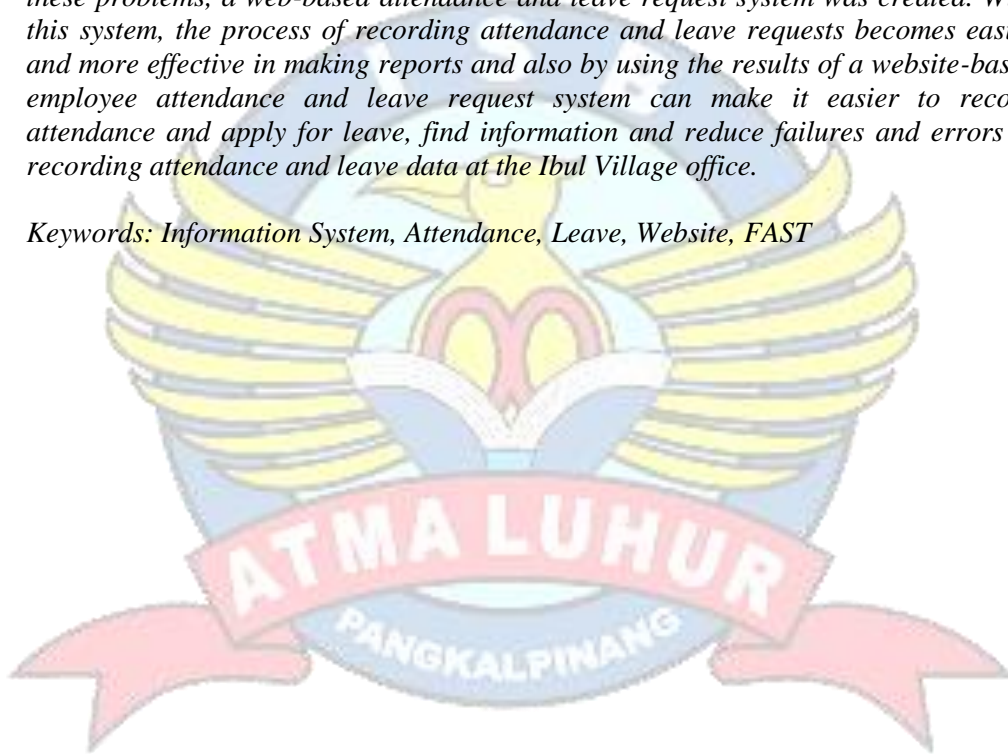 these problems, a web-based attendance and leave request system was created. W
this system, the process of recording attendance and leave requests becomes easi
and more effective in making reports and also by using the results of a website-bas
employee attendance and leave request system can make it easier to reco
attendance and apply for leave, find information and reduce failures and errors
recording attendance and leave data at the Ibul Village office.
Keywords: Information System, Attendance, Leave, Website, FAST
I S B
ATMA LUHUR
PANGKALPINANG